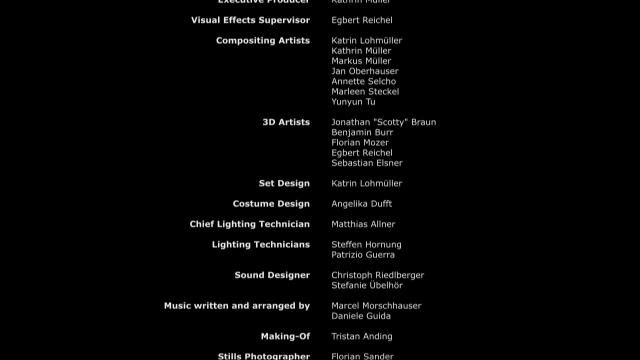 Executive Producer Kathrin Müller
Visual Effects Supervisor Egbert Reichel
Compositing Artists Katrin Lohmüller
Kathrin Müller
Markus Müller
Jan Oberhauser
Annette Selcho
Marleen Steckel
Yunyun Tu
3D Artists Jonathan "Scotty" Braun
Benjamin Burr
Florian Mozer
Egbert Reichel
Sebastian Elsner
Set Design Katrin Lohmüller
Costume Design Angelika Dufft
Chief Lighting Technician Matthias Allner
Lighting Technicians Steffen Hornung
Patrizio Guerra
Sound Designer Christoph Riedlberger
Stefanie Übelhör
Music written and arranged by Marcel Morschhauser
Daniele Guida
Making-Of Tristan Anding
Stills Photographer Florian Sander